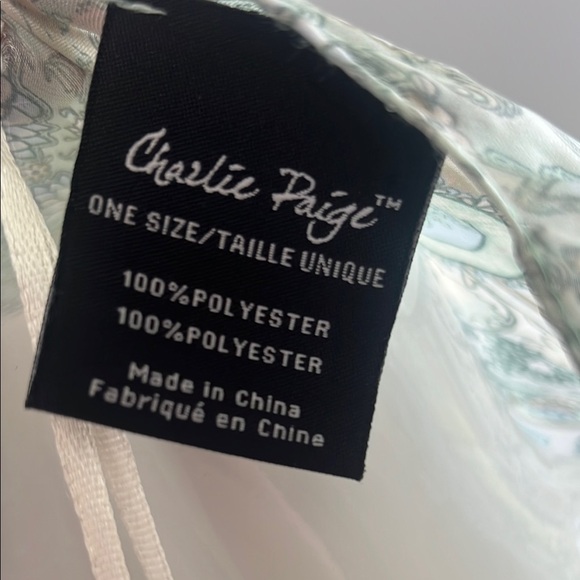 Charlie Paige™
ONE SIZE/TAILLE UNIQUE
100%POLYESTER
100%POLYESTER
Made in China
Fabriqué en Chine